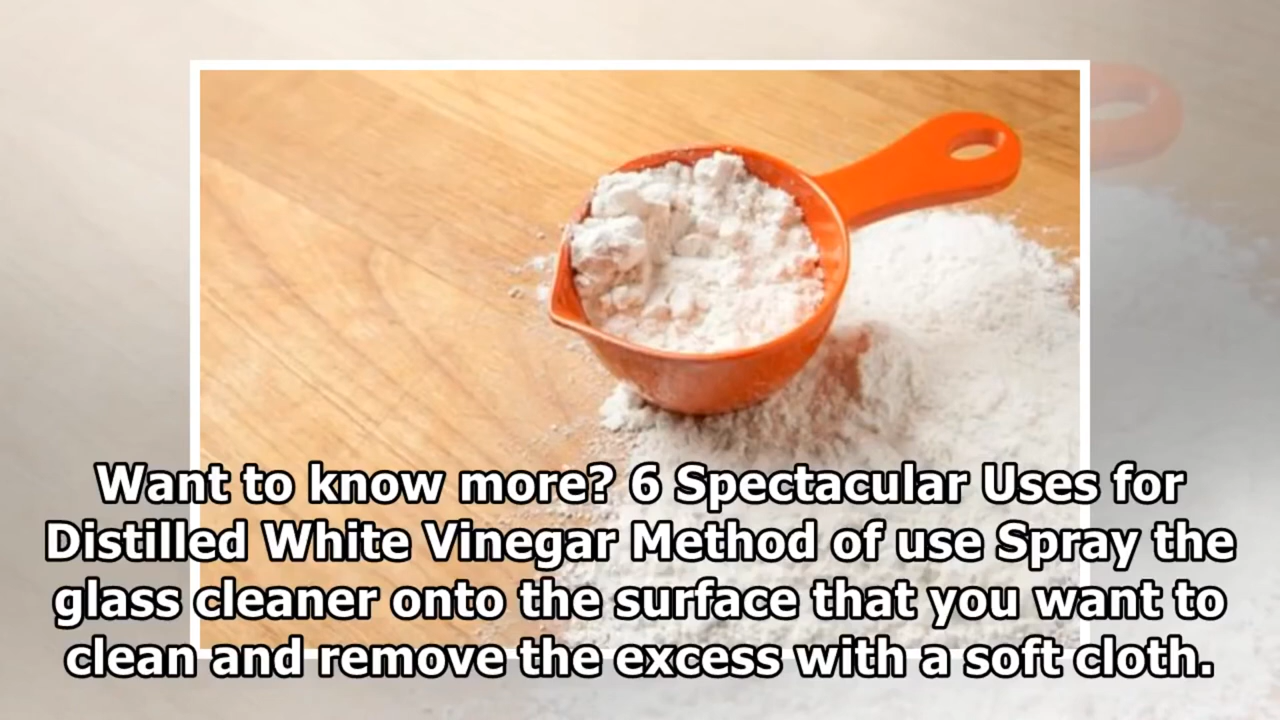 Want to know more? 6 Spectacular Uses for
Distilled White Vinegar Method of use Spray the
glass cleaner onto the surface that you want to
clean and remove the excess with a soft cloth.